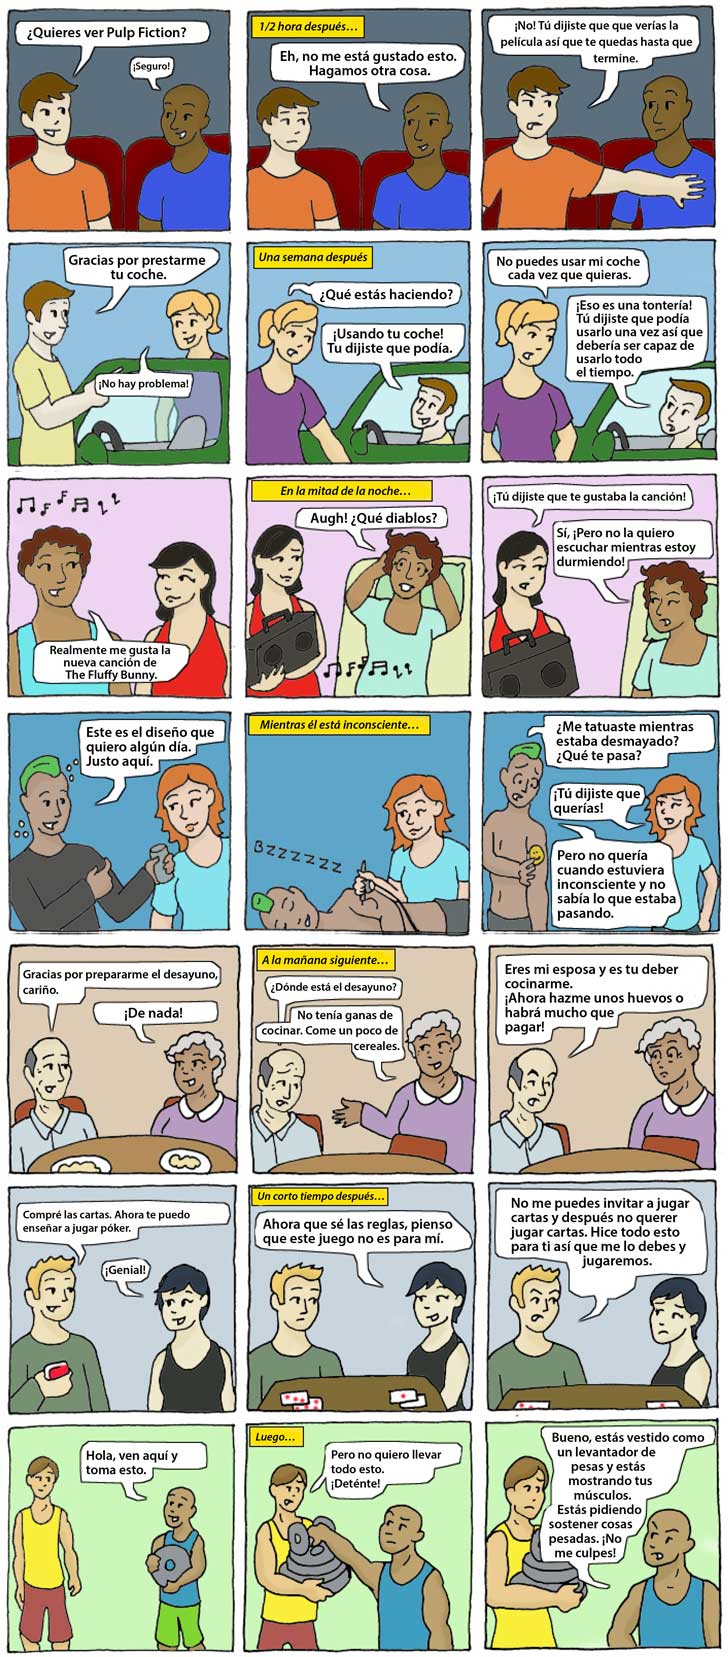 ¿Quieres ver Pulp Fiction?
¡Seguro!
1/2 hora después...
Eh, no me está gustado esto.
Hagamos otra cosa.
¡No! Tú dijiste que que verías la
película así que te quedas hasta que
termine.
Gracias por prestarme
tu coche.
¡No hay problema!
Una semana después
¿Qué estás haciendo?
¡Usando tu coche!
Tu dijiste que podía.
No puedes usar mi coche
cada vez que quieras.
¡Eso es una tontería!
Tú dijiste que podía
usarlo una vez así que
debería ser capaz de
usarlo todo
el tiempo.
Realmente me gusta la
nueva canción de
The Fluffy Bunny.
En la mitad de la noche...
Augh! ¿Qué diablos?
¡Tú dijiste que te gustaba la canción!
Sí, ¡Pero no la quiero
escuchar mientras estoy
durmiendo!
Este es el diseño que
quiero algún día.
Justo aquí.
Mientras él está inconsciente...
BZZZZZZ
¿Me tatuaste mientras
estaba desmayado?
¿Qué te pasa?
¡Tú dijiste que
querías!
Pero no quería
cuando estuviera
inconsciente y no
sabía lo que estaba
pasando.
Gracias por prepararme el desayuno,
cariño.
¡De nada!
A la mañana siguiente...
¿Dónde está el desayuno?
No tenía ganas de
cocinar. Come un poco de
cereales.
Eres mi esposa y es tu deber
cocinarme.
¡Ahora hazme unos huevos o
habrá mucho que
pagar!
Compré las cartas. Ahora te puedo
enseñar a jugar póker.
¡Genial!
Un corto tiempo después...
Ahora que sé las reglas, pienso
que este juego no es para mí.
No me puedes invitar a jugar
cartas y después no querer
jugar cartas. Hice todo esto
para ti así que me lo debes y
jugaremos.
Hola, ven aquí y
toma esto.
Luego...
Pero no quiero llevar
todo esto.
¡Deténte!
Bueno, estás vestido como
un levantador de
pesas y estás
mostrando tus
músculos.
Estás pidiendo
sostener cosas
pesadas. ¡No
me culpes!